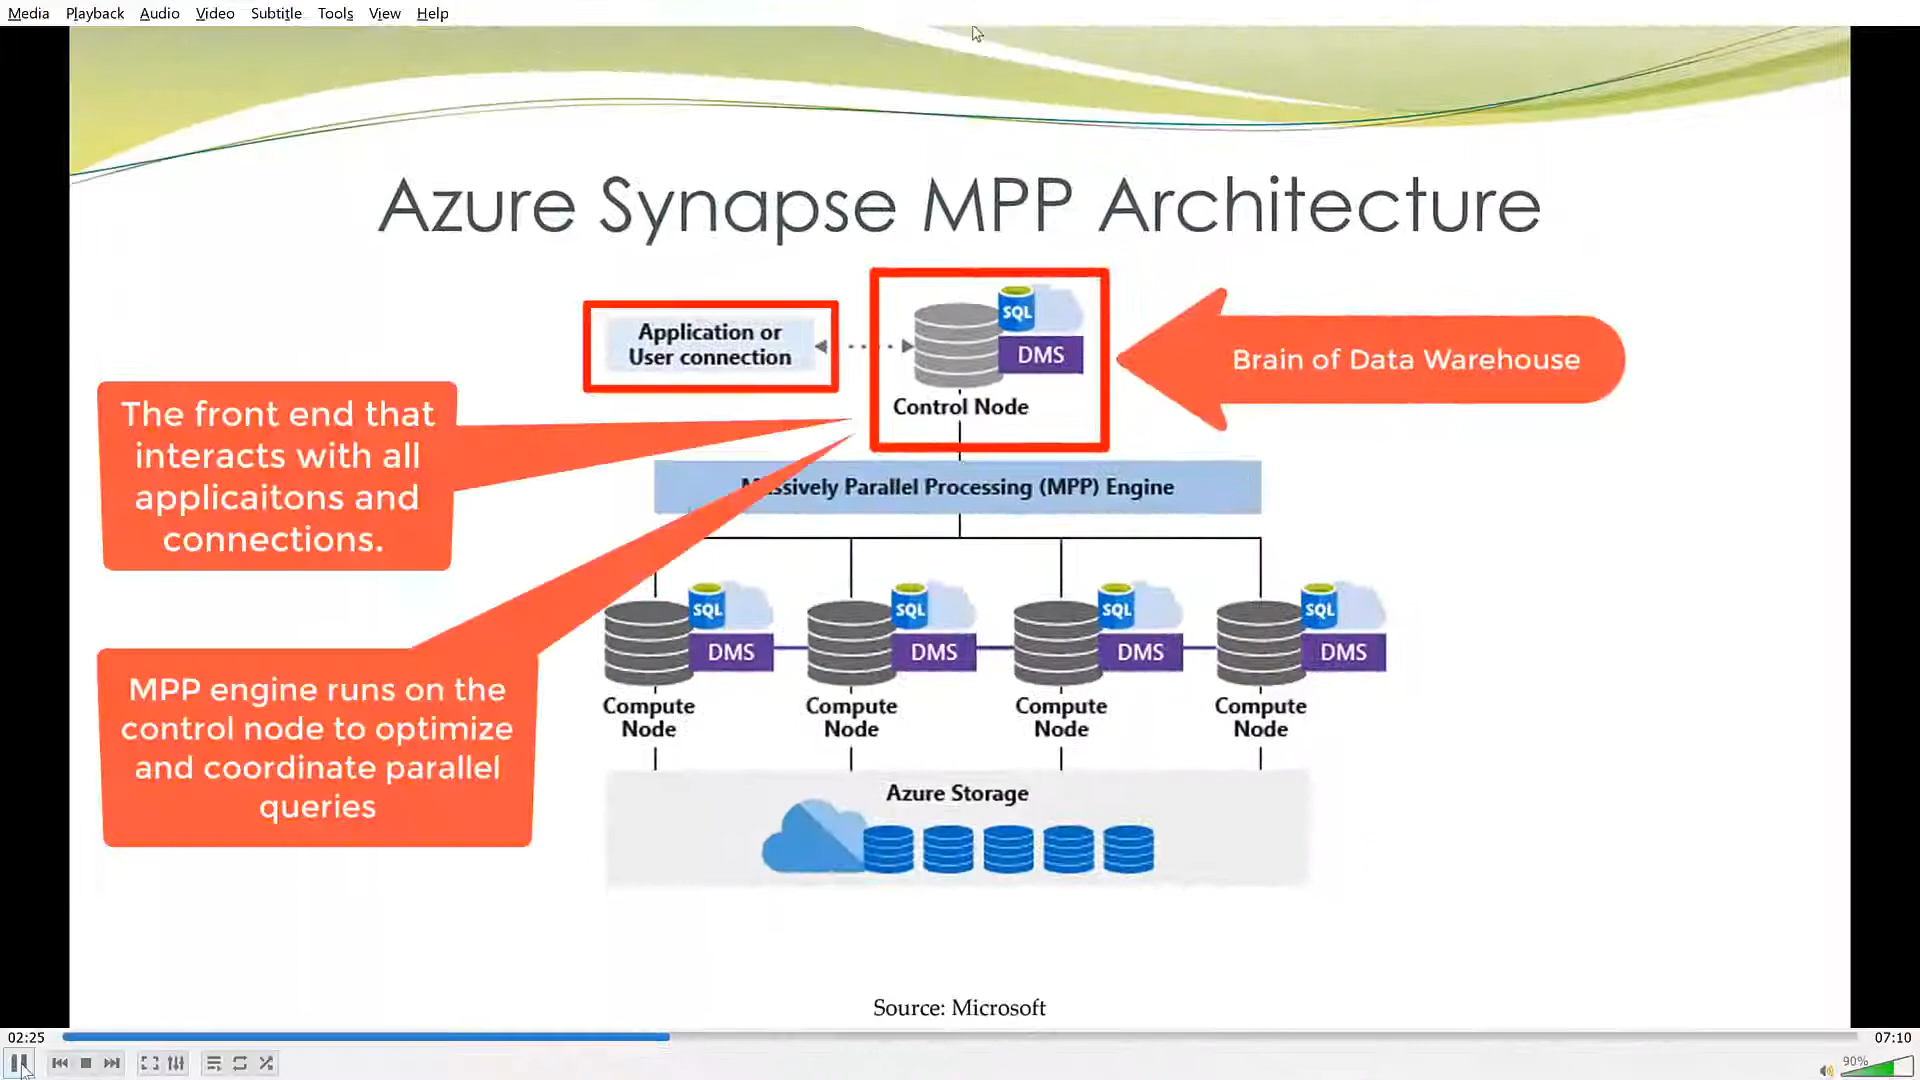 Media Playback Audio Video Subtitle Tools View Help
Azure Synapse MPP Architecture
Application or
User connection
SQL
DMS
Control Node
Brain of Data Warehouse
The front end that
interacts with all
applicaitons and
connections.
Parallel Processing (MPP) Engine
MPP engine runs on the
control node to optimize
and coordinate parallel
queries
SQL SQL SQL SQL
DMS DMS DMS DMS
Compute
Node
Compute
Node
Compute
Node
Compute
Node
Azure Storage
Source: Microsoft
02:25
07:10
90%